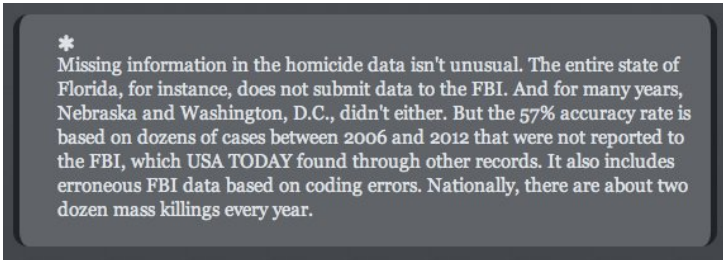 *
Missing information in the homicide data isn't unusual. The entire state of
Florida, for instance, does not submit data to the FBI. And for many years,
Nebraska and Washington, D.C., didn't either. But the 57% accuracy rate is
based on dozens of cases between 2006 and 2012 that were not reported to
the FBI, which USA TODAY found through other records. It also includes
erroneous FBI data based on coding errors. Nationally, there are about two
dozen mass killings every year.